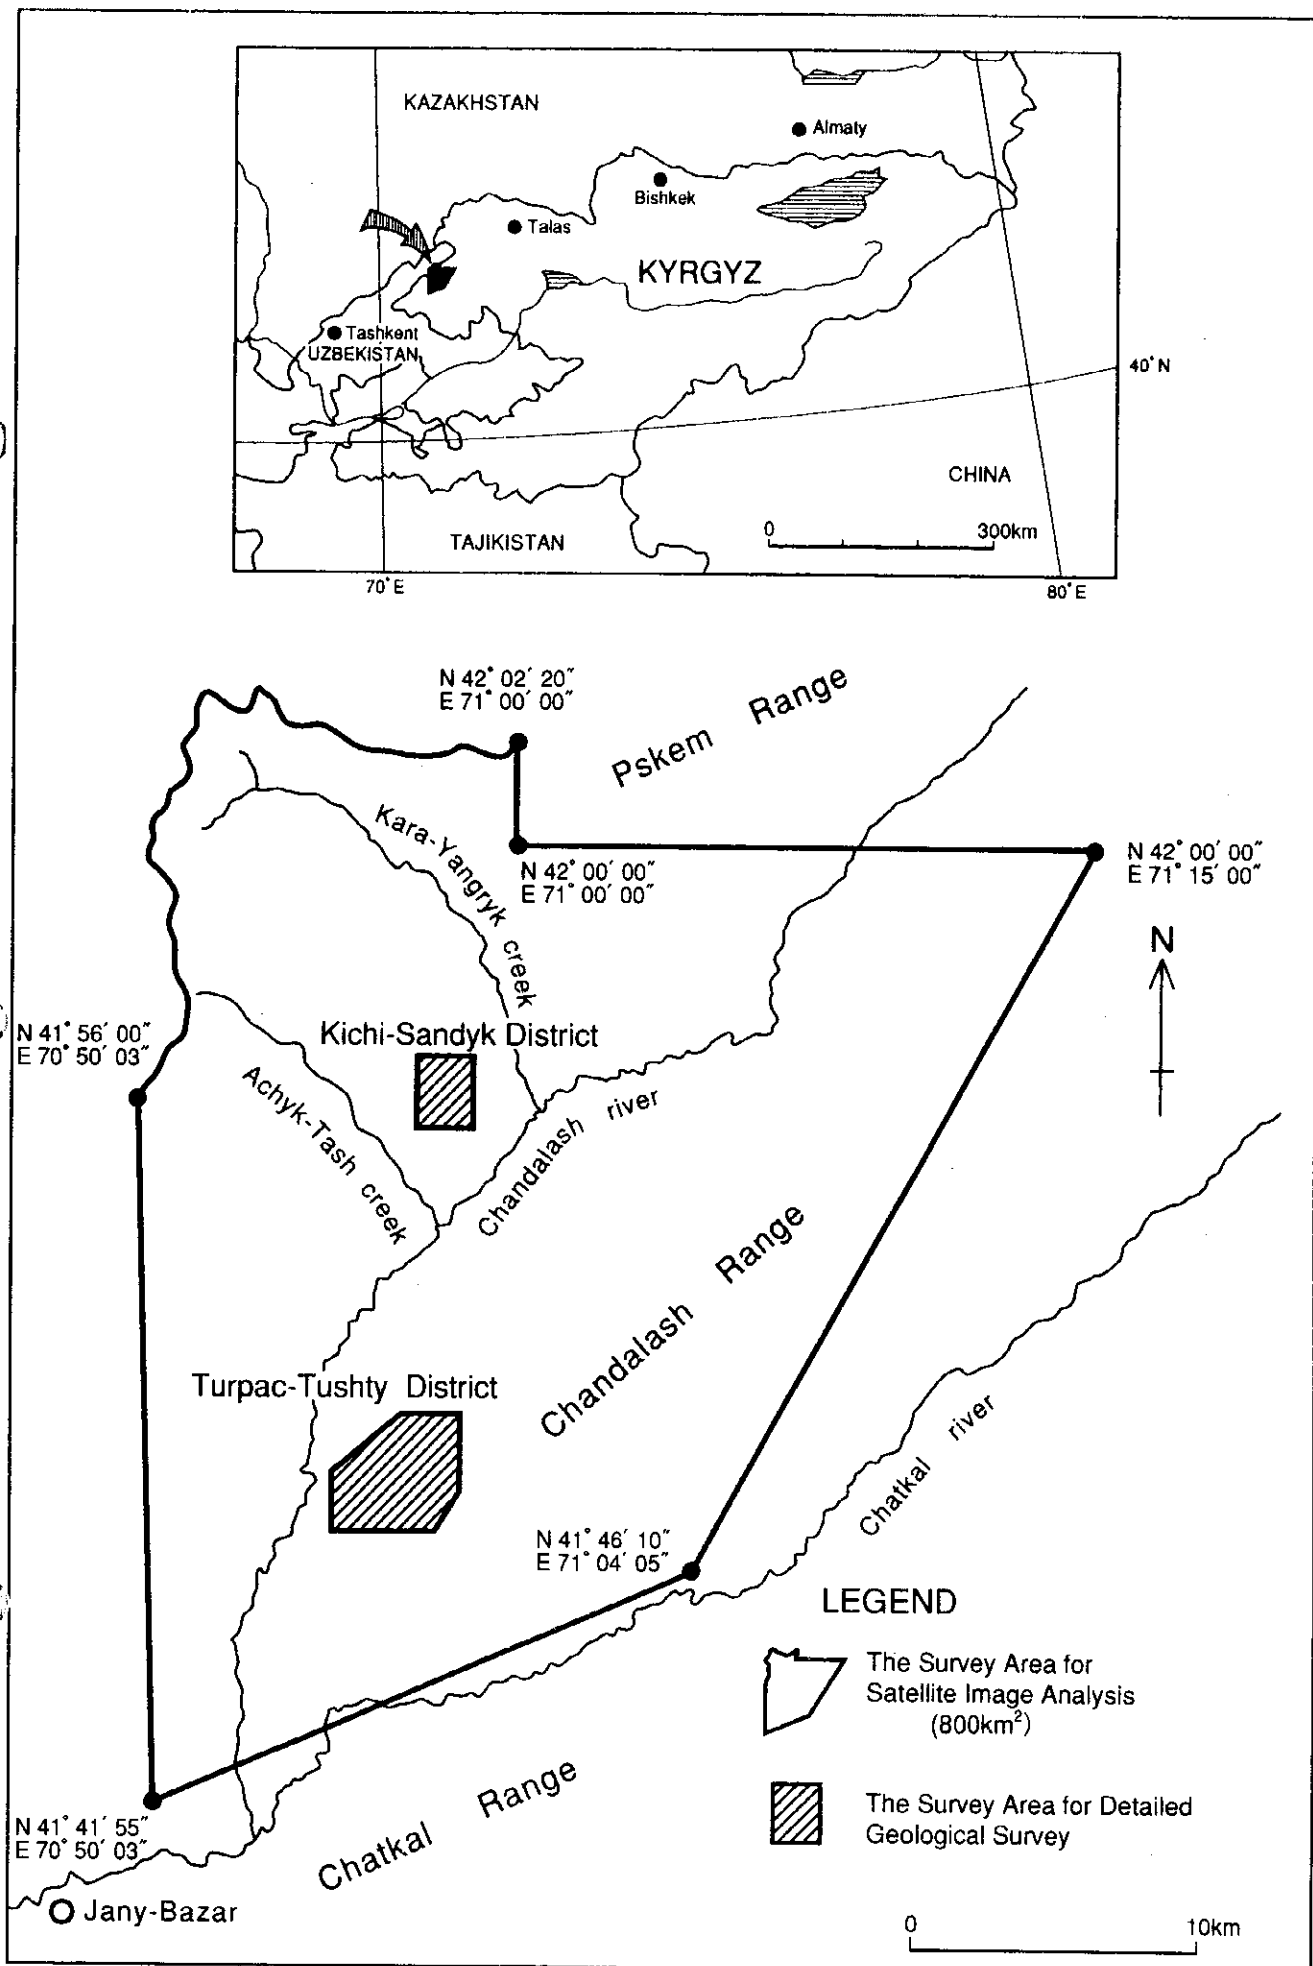 KAZAKHSTAN
Almaty
Bishkek
Talas
KYRGYZ
Tashkent
UZBEKISTAN
40°N
CHINA
0 300km
TAJIKISTAN
70°E
80°E
N 42° 02′ 20″
E 71° 00′ 00″
Pskem Range
Kara-Yangryk creek
N 42° 00′ 00″
E 71° 00′ 00″
N 42° 00′ 00″
E 71° 15′ 00″
N
N 41° 56′ 00″
E 70° 50′ 03″
Kichi-Sandyk District
Achyk-Tash creek
Chandalash river
Chandalash Range
Turpac-Tushty District
Chatkal river
N 41° 46′ 10″
E 71° 04′ 05″
LEGEND
The Survey Area for
Satellite Image Analysis
(800km²)
The Survey Area for Detailed
Geological Survey
Chatkal Range
N 41° 41′ 55″
E 70° 50′ 03″
Jany-Bazar
0 10km